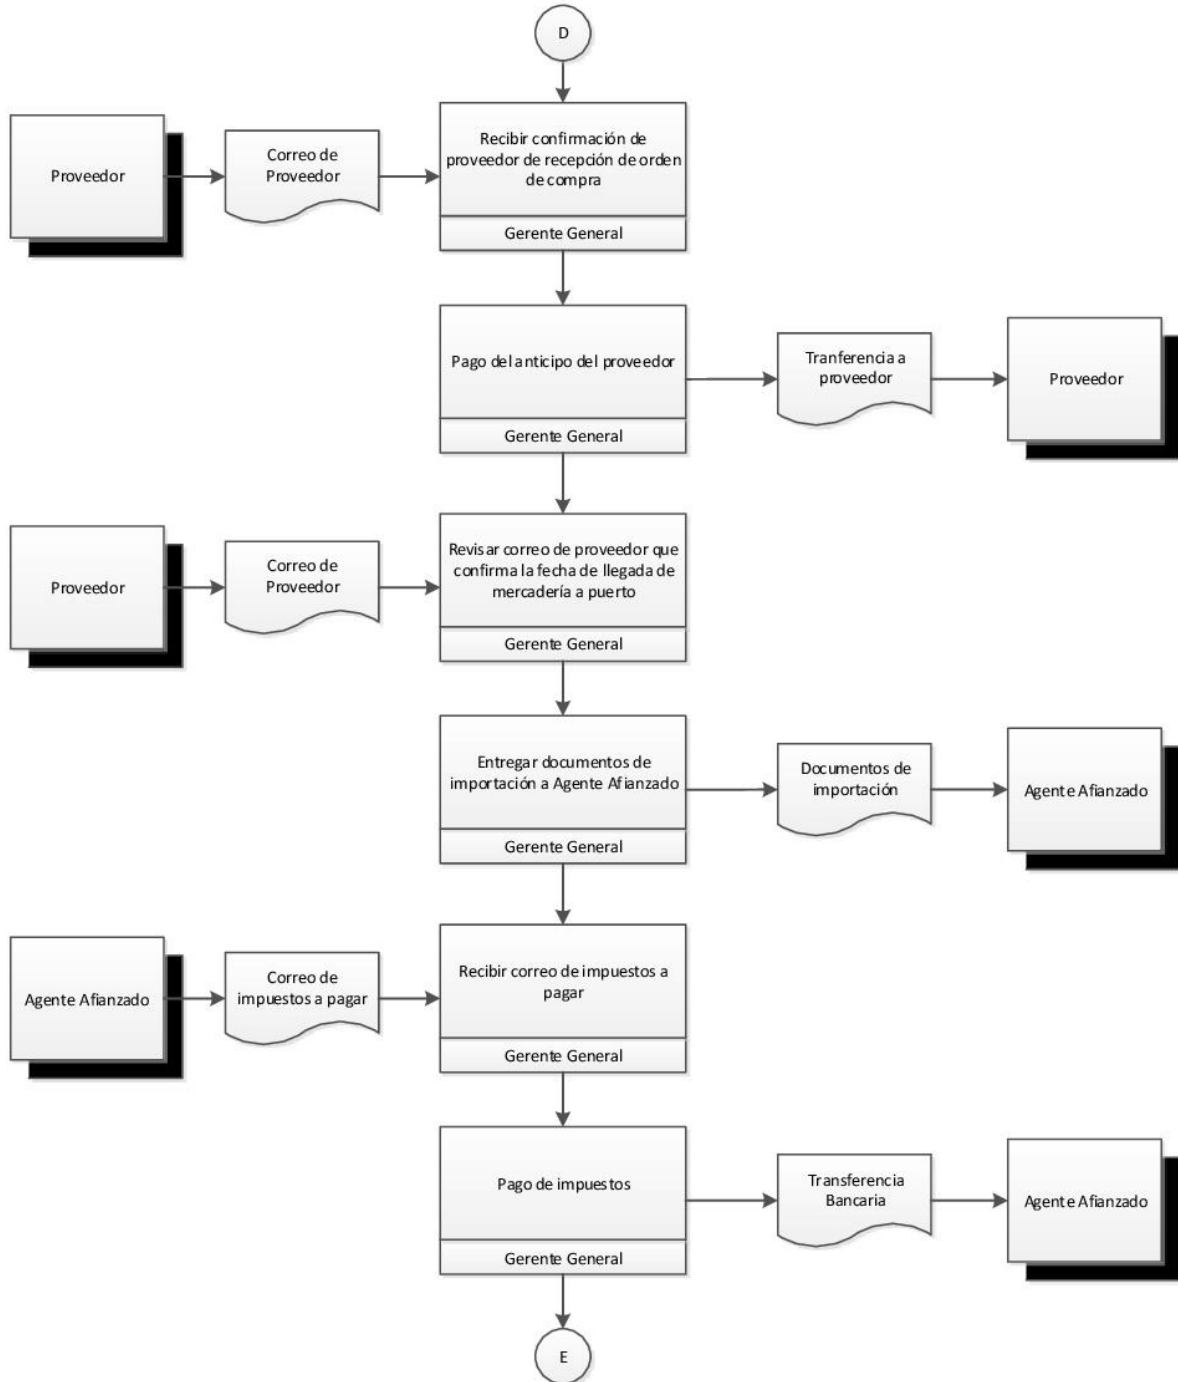 D
Proveedor
Correo de
Proveedor
Recibir confirmación de
proveedor de recepción de orden
de compra
Gerente General
Pago del anticipo del proveedor
Gerente General
Tranferencia a
proveedor
Proveedor
Proveedor
Correo de
Proveedor
Revisar correo de proveedor que
confirma la fecha de llegada de
mercadería a puerto
Gerente General
Entregar documentos de
importación a Agente Afianzado
Gerente General
Documentos de
importación
Agente Afianzado
Agente Afianzado
Correo de
impuestos a pagar
Recibir correo de impuestos a
pagar
Gerente General
Pago de impuestos
Gerente General
Transferencia
Bancaria
Agente Afianzado
E